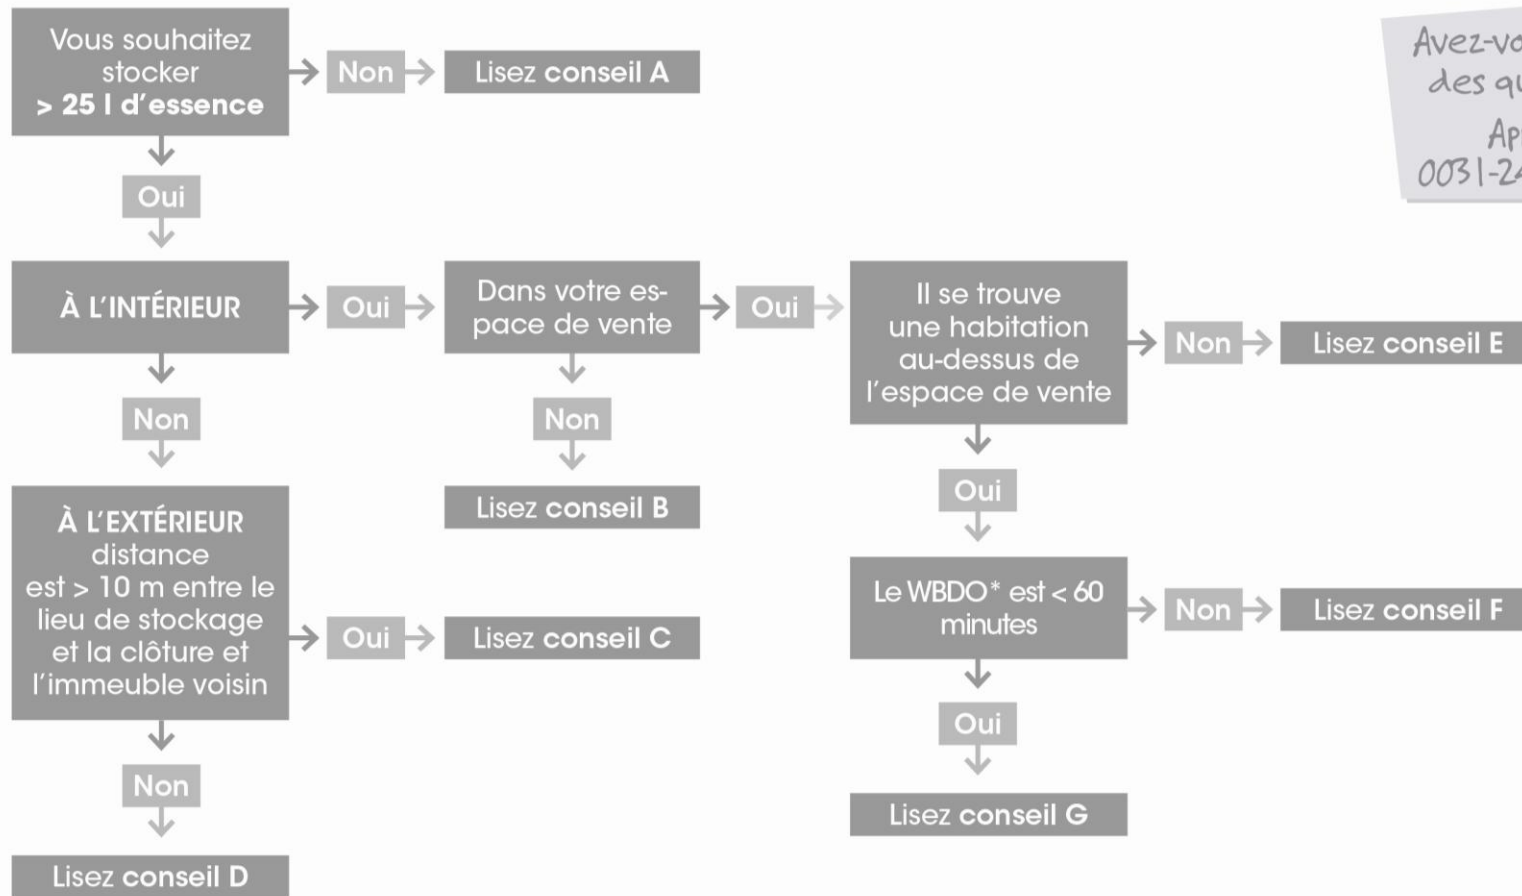 Vous souhaitez
stocker
> 25 l d'essence
Non
Lisez conseil A
Oui
À L'INTÉRIEUR
Oui
Dans votre es-
pace de vente
Oui
Il se trouve
une habitation
au-dessus de
l'espace de vente
Non
Lisez conseil E
Non
Non
Oui
À L'EXTÉRIEUR
distance
est > 10 m entre le
lieu de stockage
et la clôture et
l'immeuble voisin
Lisez conseil B
Oui
Lisez conseil C
Le WBDO* est < 60
minutes
Non
Lisez conseil F
Non
Oui
Lisez conseil D
Lisez conseil G
des